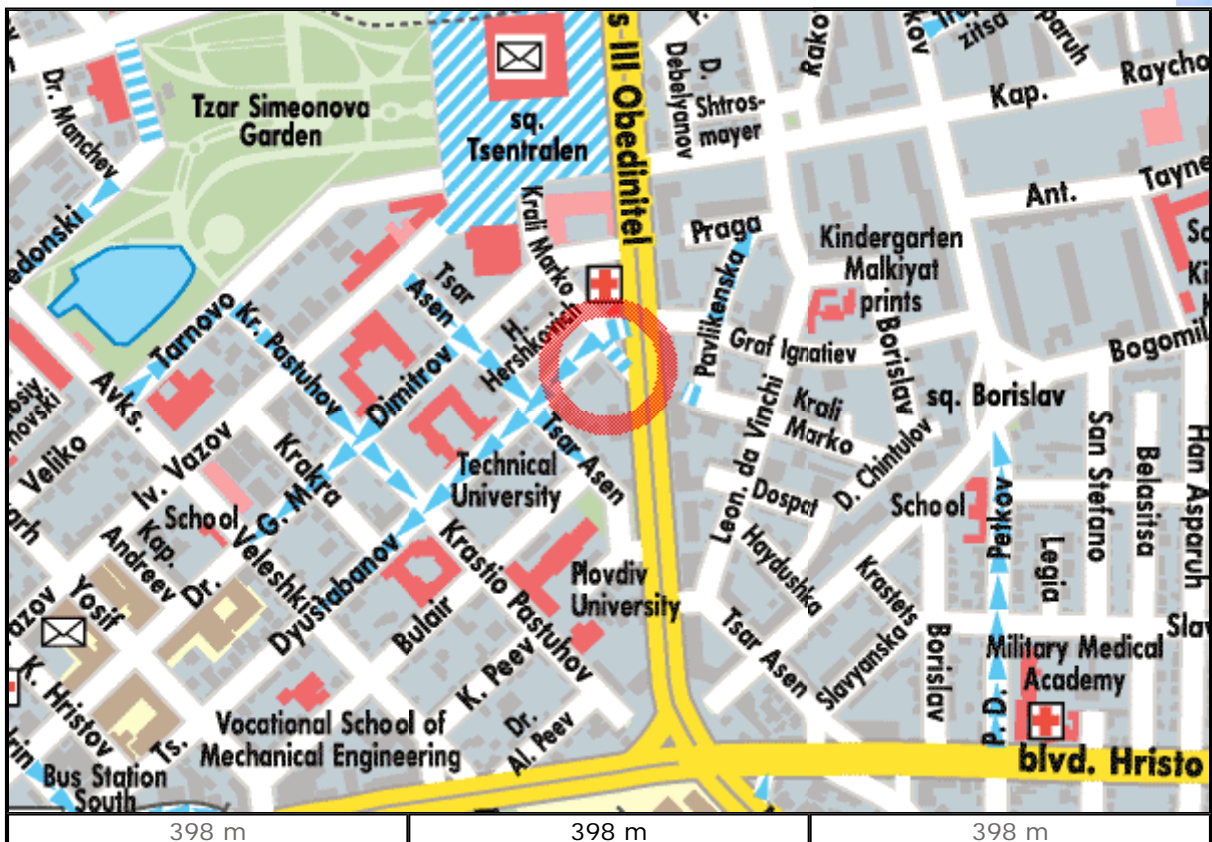 s III Obedinitel
Dr. Manchev
Tzar Simeonova
Garden
sq.
Tsentralen
Debelyanov
D.
Shtros-
mayer
Rako
kov
zitsa
paruh
Raycho
Kap.
Ant.
Tayne
edonski
Krali Marko
Praga
Kindergarten
Malkiyat
prints
Pavlikenska
Tsar
Asen
H.
Hershkovich
Tarnovo
Kr. Pastuhov
Dimitrov
Graf Ignatiev
Borislav
Bogomil
Avks.
Krali
Marko
sq. Borislav
Leon. da Vinchi
D. Chintulov
San Stefano
Belasitsa
Han Asparuh
Veliko
Iv. Vazov
Krakra
G. M.
Tsar Asen
Technical
University
Dospat
School
Petkov
School
Veleshki
Kap.
Andreev
Dr.
Krastio Pastuhov
Haydushka
Krastets
Legia
Plovdiv
University
Yosif
Dyustabanov
Bulair
Tsar Asen
Slavyanska
Borislav
Slav
azov
K. Hristov
K. Peev
Military Medical
Academy
P. D.
Dr.
Al. Peev
Vocational School of
Mechanical Engineering
Ts.
Bus Station
South
blvd. Hristo
398 m
398 m
398 m